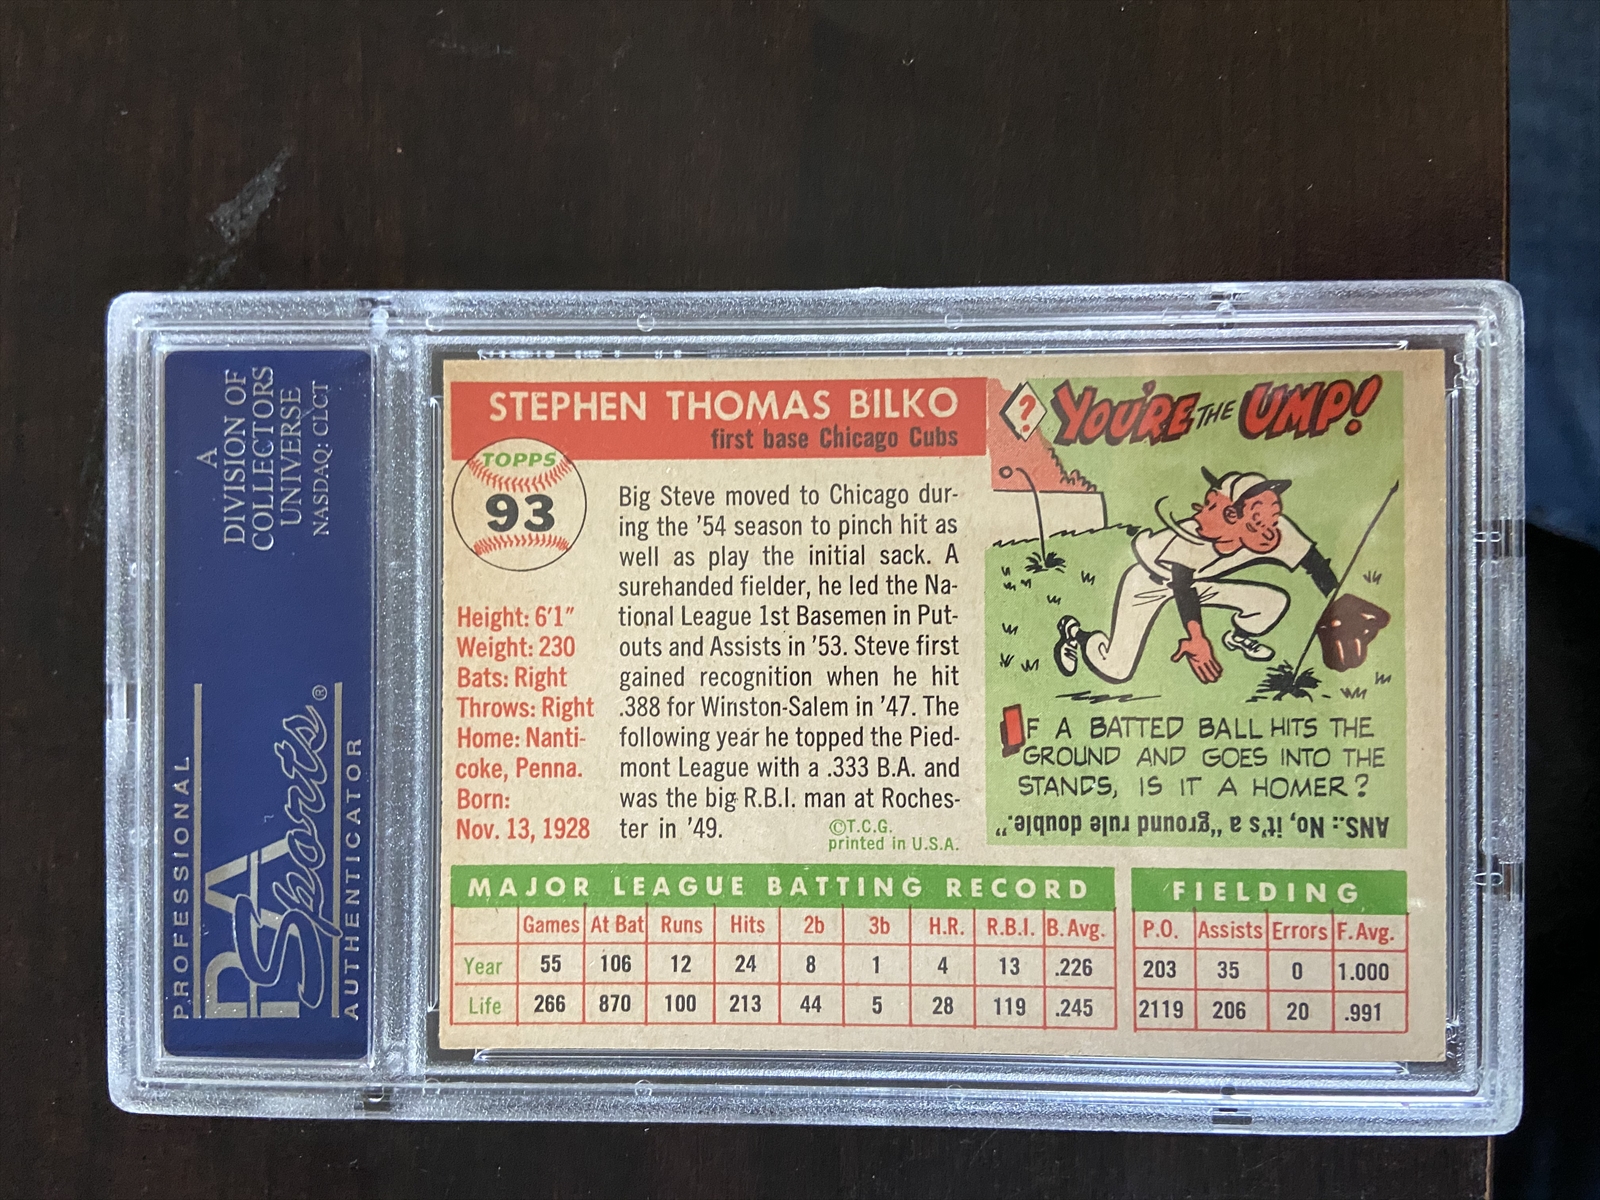 A
DIVISION OF
COLLECTORS
UNIVERSE
NASDAQ: CLCT
PROFESSIONAL
PSA
Sports®
AUTHENTICATOR
STEPHEN THOMAS BILKO
first base Chicago Cubs
TOPPS
93
Height: 6'1"
Weight: 230
Bats: Right
Throws: Right
Home: Nanti-
coke, Penna.
Born:
Nov. 13, 1928
Big Steve moved to Chicago dur-
ing the '54 season to pinch hit as
well as play the initial sack. A
surehanded fielder, he led the Na-
tional League 1st Basemen in Put-
outs and Assists in '53. Steve first
gained recognition when he hit
.388 for Winston-Salem in '47. The
following year he topped the Pied-
mont League with a .333 B.A. and
was the big R.B.I. man at Roches-
ter in '49.
©T.C.G.
printed in U.S.A.
? YOU'RE THE UMP!
IF A BATTED BALL HITS THE
GROUND AND GOES INTO THE
STANDS, IS IT A HOMER?
ANS.: No, it's a "ground rule double."
MAJOR LEAGUE BATTING RECORD
Games At Bat Runs Hits 2b 3b H.R. R.B.I. B.Avg.
Year 55 106 12 24 8 1 4 13 .226
Life 266 870 100 213 44 5 28 119 .245
FIELDING
P.O. Assists Errors F.Avg.
203 35 0 1.000
2119 206 20 .991